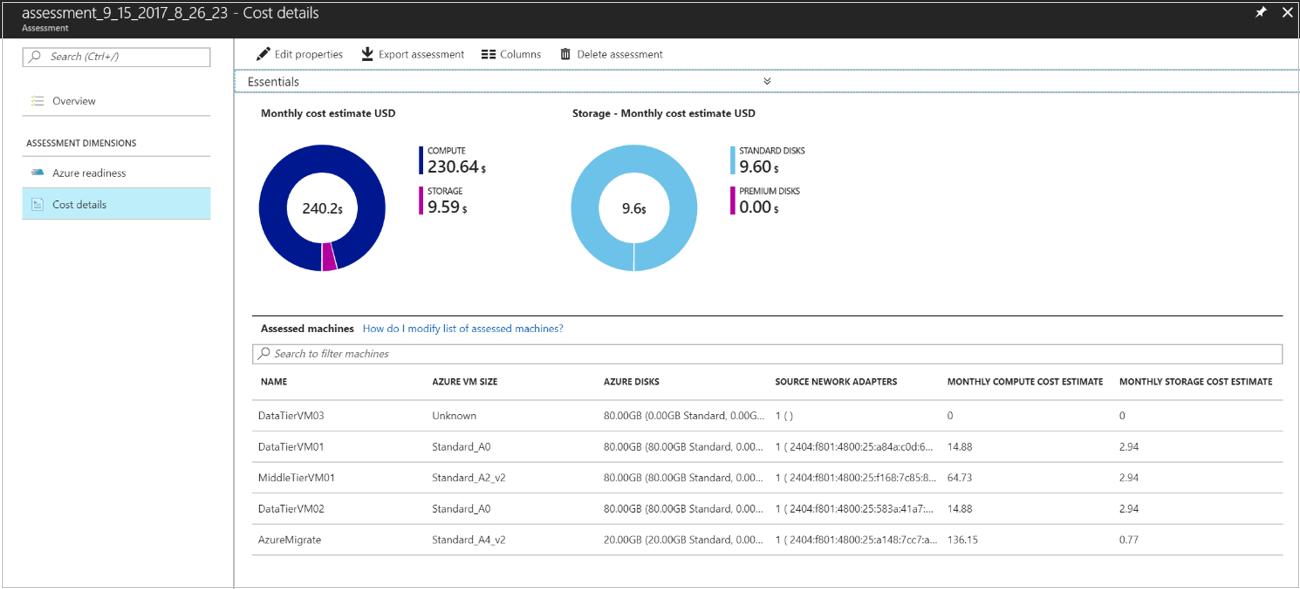 assessment_9_15_2017_8_26_23 - Cost details
Assessment
Search (Ctrl+/)
Edit properties Export assessment Columns Delete assessment
Essentials
Overview
ASSESSMENT DIMENSIONS
Azure readiness
Cost details
Monthly cost estimate USD
240.2$
COMPUTE
230.64 $
STORAGE
9.59 $
Storage - Monthly cost estimate USD
9.6$
STANDARD DISKS
9.60 $
PREMIUM DISKS
0.00 $
Assessed machines How do I modify list of assessed machines?
Search to filter machines
NAME AZURE VM SIZE AZURE DISKS SOURCE NEWORK ADAPTERS MONTHLY COMPUTE COST ESTIMATE MONTHLY STORAGE COST ESTIMATE
DataTierVM03 Unknown 80.00GB (0.00GB Standard, 0.00G... 1 ( ) 0 0
DataTierVM01 Standard_A0 80.00GB (80.00GB Standard, 0.00... 1 ( 2404:f801:4800:25:a84a:c0d:6... 14.88 2.94
MiddleTierVM01 Standard_A2_v2 80.00GB (80.00GB Standard, 0.00... 1 ( 2404:f801:4800:25:f168:7c85:8... 64.73 2.94
DataTierVM02 Standard_A0 80.00GB (80.00GB Standard, 0.00... 1 ( 2404:f801:4800:25:583a:41a7:... 14.88 2.94
AzureMigrate Standard_A4_v2 20.00GB (20.00GB Standard, 0.00... 1 ( 2404:f801:4800:25:a148:7cc7:a... 136.15 0.77